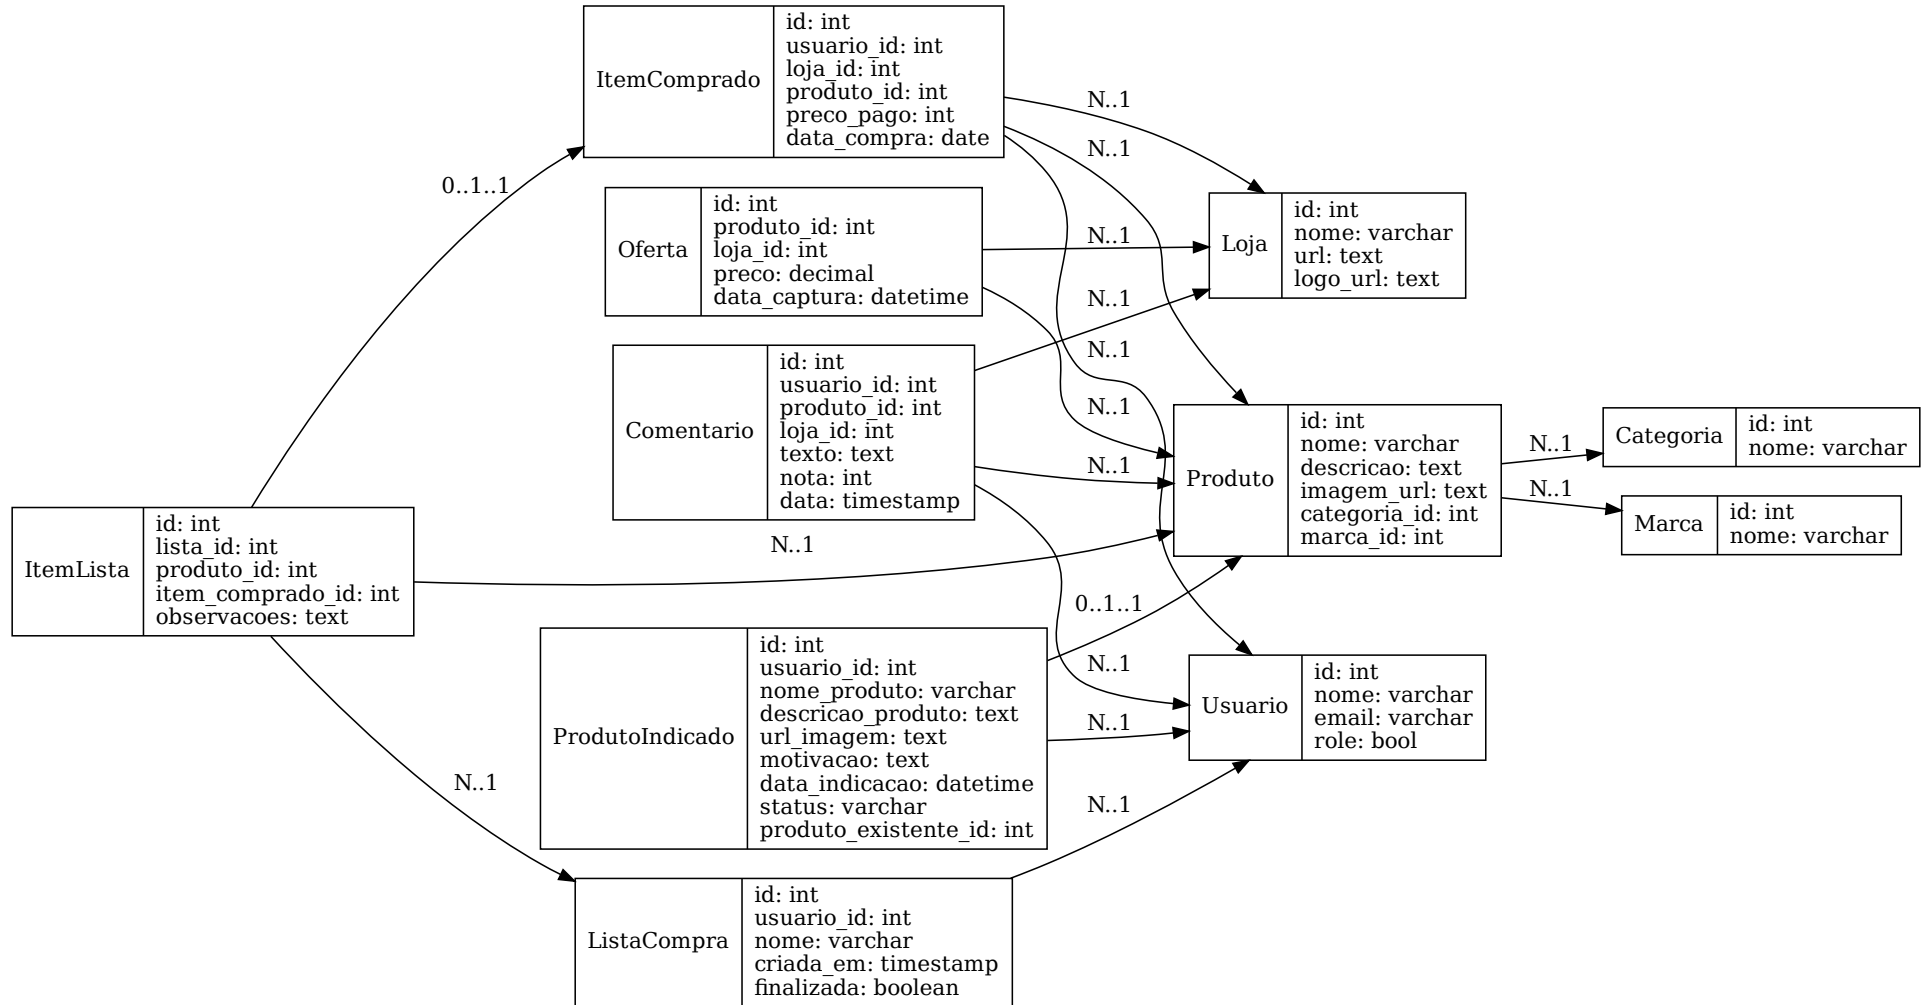 ItemComprado
id: int
usuario_id: int
loja_id: int
produto_id: int
preco_pago: int
data_compra: date
N..1
N..1
0..1..1
Oferta
id: int
produto_id: int
loja_id: int
preco: decimal
data_captura: datetime
N..1
Loja
id: int
nome: varchar
url: text
logo_url: text
N..1
N..1
Comentario
id: int
usuario_id: int
produto_id: int
loja_id: int
texto: text
nota: int
data: timestamp
N..1
N..1
Produto
id: int
nome: varchar
descricao: text
imagem_url: text
categoria_id: int
marca_id: int
N..1
Categoria
id: int
nome: varchar
N..1
Marca
id: int
nome: varchar
ItemLista
id: int
lista_id: int
produto_id: int
item_comprado_id: int
observacoes: text
N..1
0..1..1
ProdutoIndicado
id: int
usuario_id: int
nome_produto: varchar
descricao_produto: text
url_imagem: text
motivacao: text
data_indicacao: datetime
status: varchar
produto_existente_id: int
N..1
N..1
Usuario
id: int
nome: varchar
email: varchar
role: bool
N..1
N..1
ListaCompra
id: int
usuario_id: int
nome: varchar
criada_em: timestamp
finalizada: boolean